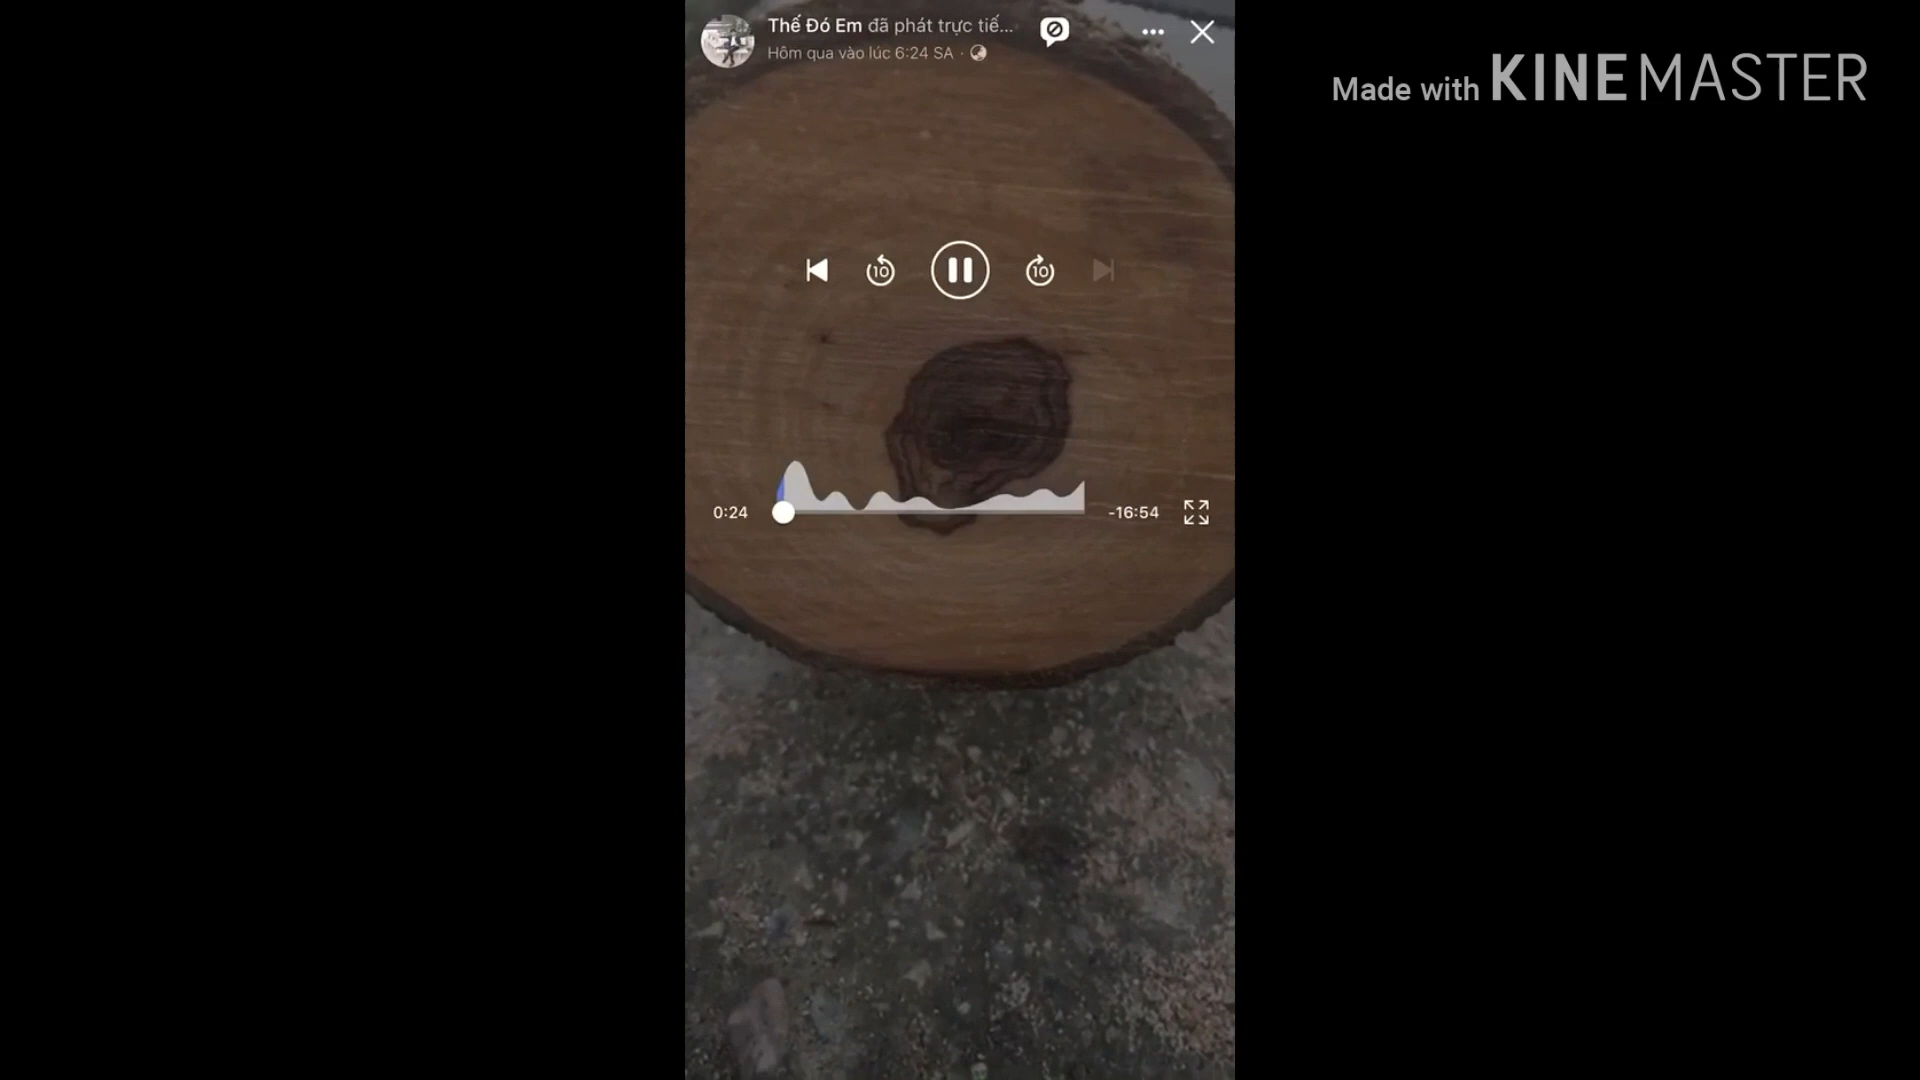 Thế Đó Em đã phát trực tiế...
Hôm qua vào lúc 6:24 SA ·
Made with KINEMASTER
10
10
0:24
-16:54